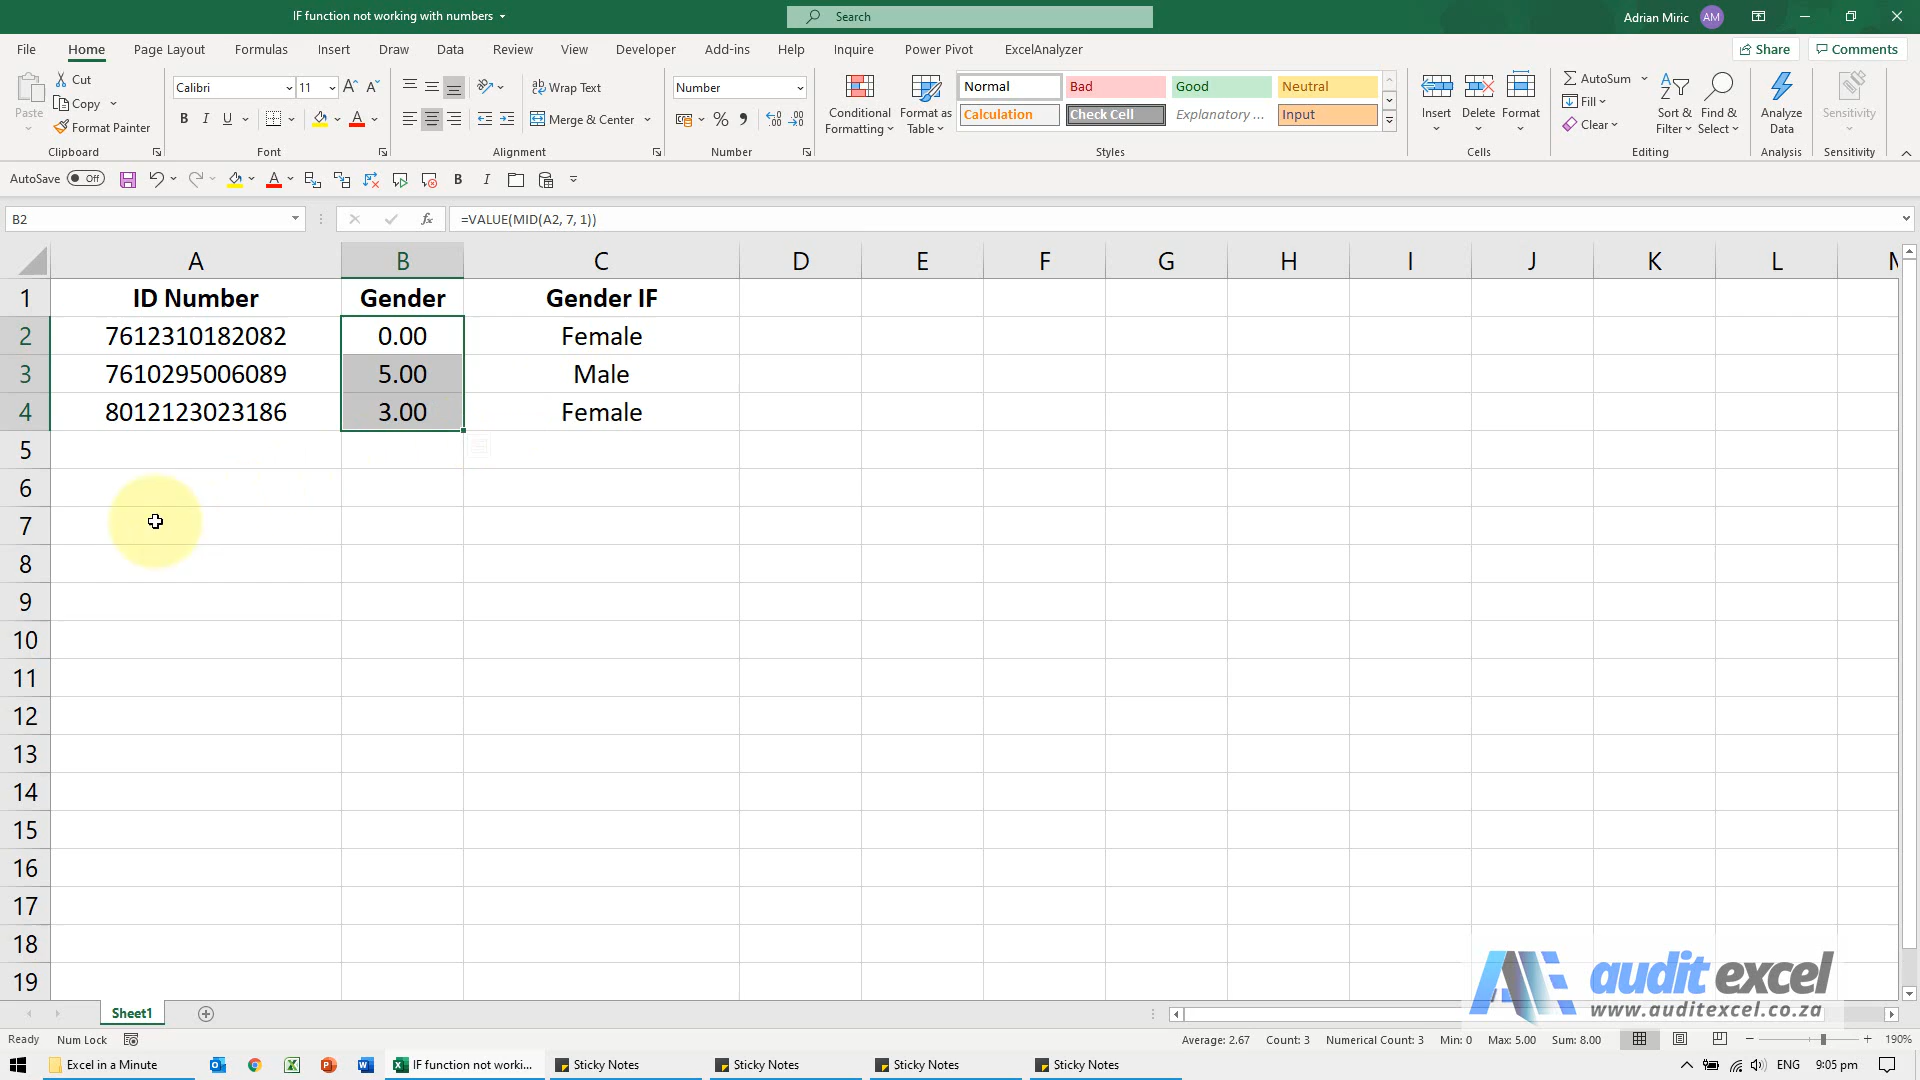 IF function not working with numbers
Search
Adrian Miric AM
File Home Page Layout Formulas Insert Draw Data Review View Developer Add-ins Help Inquire Power Pivot ExcelAnalyzer Share Comments
Paste
Cut
Copy
Format Painter
Clipboard
Calibri 11
B I U
Font
Wrap Text
Merge & Center
Alignment
Number
%
Number
Conditional Formatting
Format as Table
Normal Bad Good Neutral
Calculation Check Cell Explanatory ... Input
Styles
Insert Delete Format
Cells
AutoSum
Fill
Clear
Sort & Filter
Find & Select
Editing
Analyze Data
Analysis
Sensitivity
Sensitivity
AutoSave Off B I
B2 fx =VALUE(MID(A2, 7, 1))
A B C D E F G H I J K L
1 ID Number Gender Gender IF
2 7612310182082 0.00 Female
3 7610295006089 5.00 Male
4 8012123023186 3.00 Female
5
6
7
8
9
10
11
12
13
14
15
16
17
18
19
audit excel
www.auditexcel.co.za
Sheet1
Ready Num Lock Average: 2.67 Count: 3 Numerical Count: 3 Min: 0 Max: 5.00 Sum: 8.00 190%
Excel in a Minute IF function not worki... Sticky Notes Sticky Notes Sticky Notes Sticky Notes ENG 9:05 pm